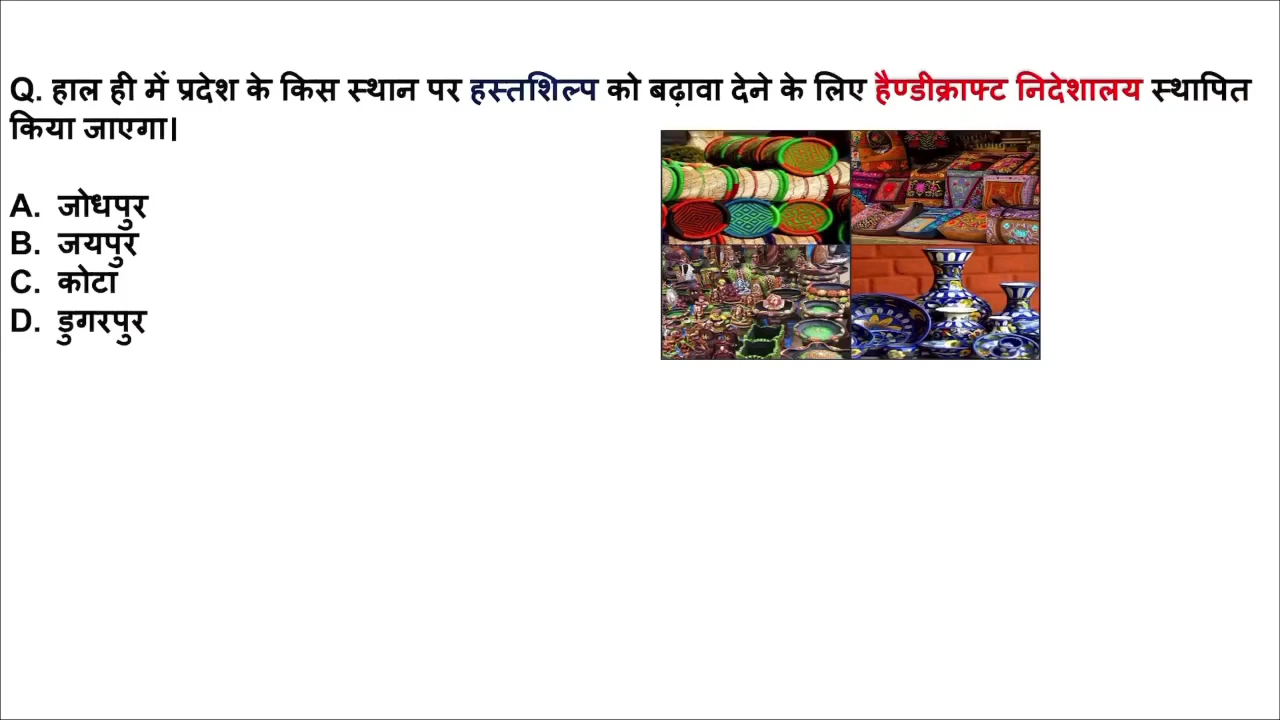 Q. हाल ही में प्रदेश के किस स्थान पर हस्तशिल्प को बढ़ावा देने के लिए हैण्डीक्राफ्ट निदेशालय स्थापित
किया जाएगा।
A. जोधपुर
B. जयपुर
C. कोटा
D. डुगरपुर